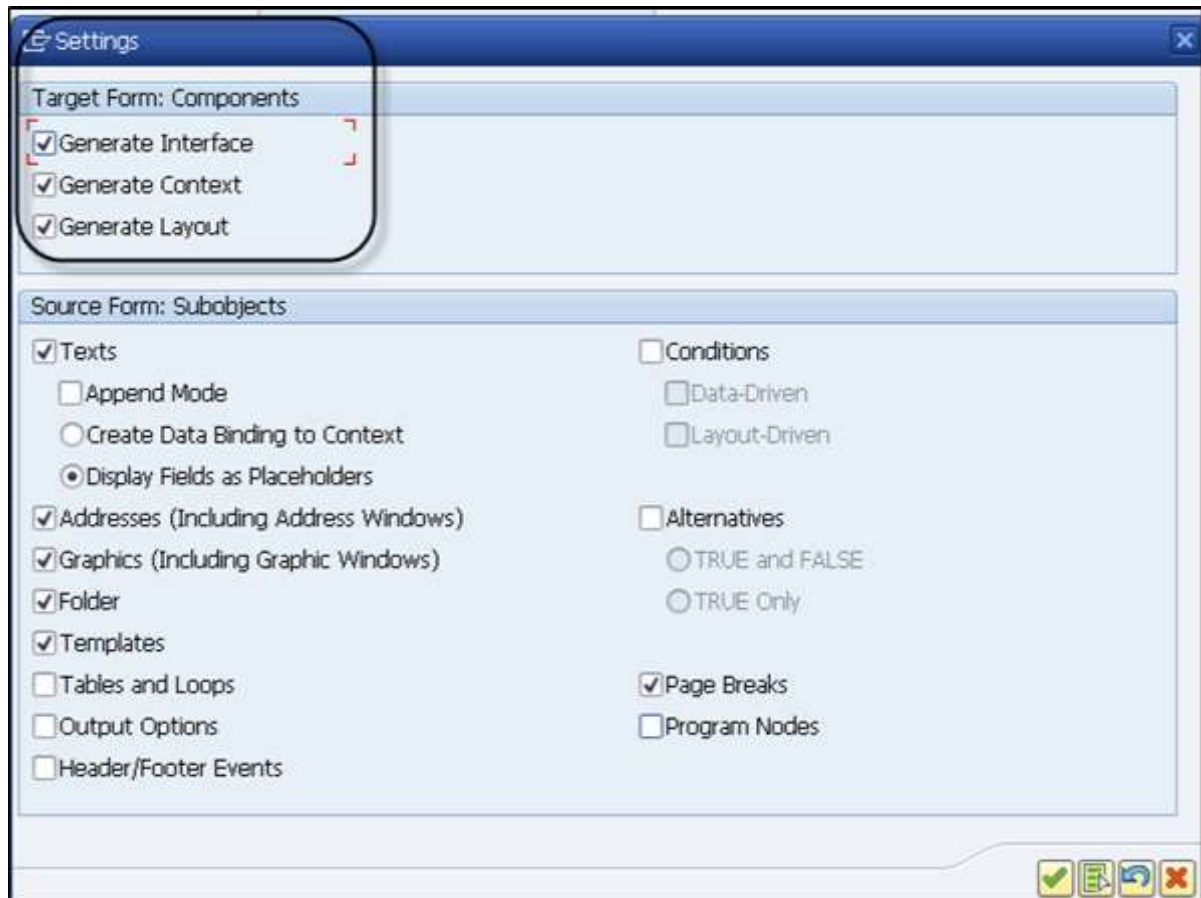 Settings
Target Form: Components
Generate Interface
Generate Context
Generate Layout
Source Form: Subobjects
Texts
Append Mode
Create Data Binding to Context
Display Fields as Placeholders
Addresses (Including Address Windows)
Graphics (Including Graphic Windows)
Folder
Templates
Tables and Loops
Output Options
Header/Footer Events
Conditions
Data-Driven
Layout-Driven
Alternatives
TRUE and FALSE
TRUE Only
Page Breaks
Program Nodes